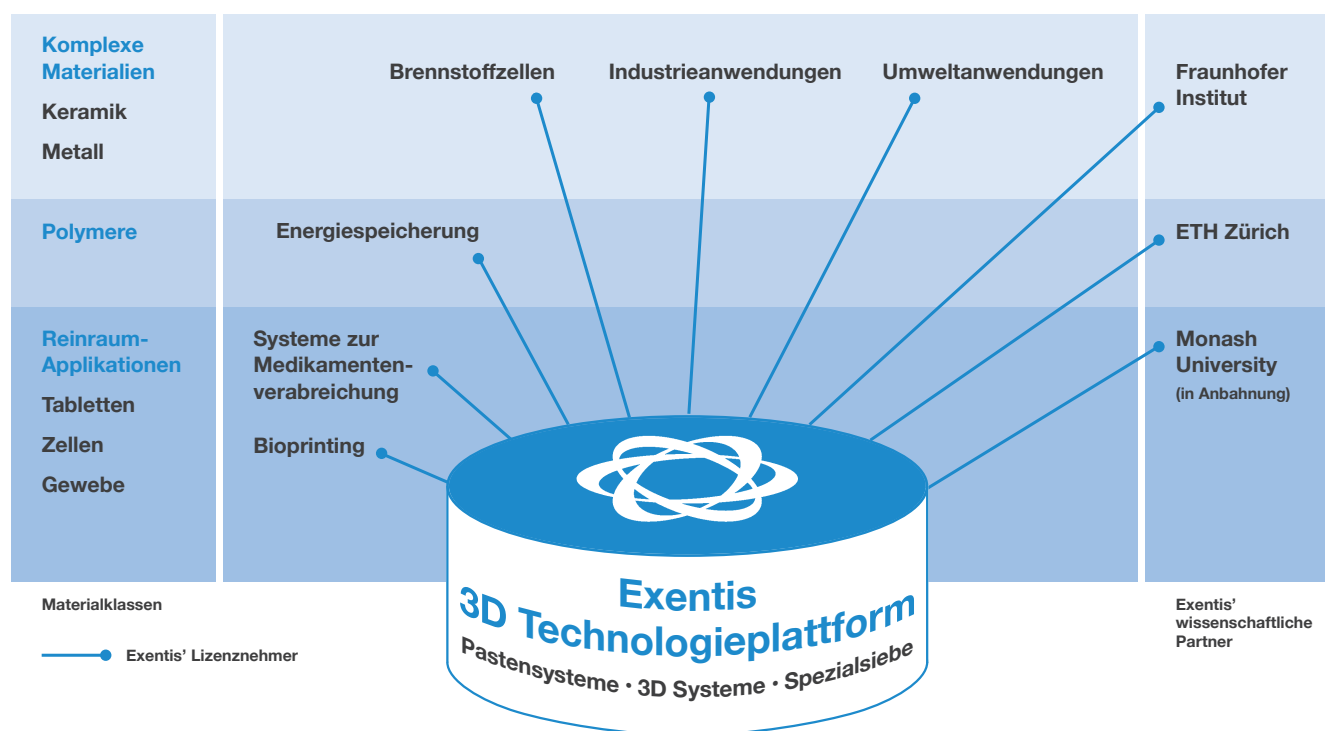 Komplexe
Materialien
Keramik
Metall
Brennstoffzellen
Industrieanwendungen
Umweltanwendungen
Fraunhofer
Institut
Polymere
Energiespeicherung
ETH Zürich
Reinraum-
Applikationen
Tabletten
Zellen
Gewebe
Systeme zur
Medikamenten-
verabreichung
Bioprinting
Monash
University
(in Anbahnung)
Exentis
3D Technologieplattform
Pastensysteme · 3D Systeme · Spezialsiebe
Materialklassen
Exentis’ Lizenznehmer
Exentis’
wissenschaftliche
Partner